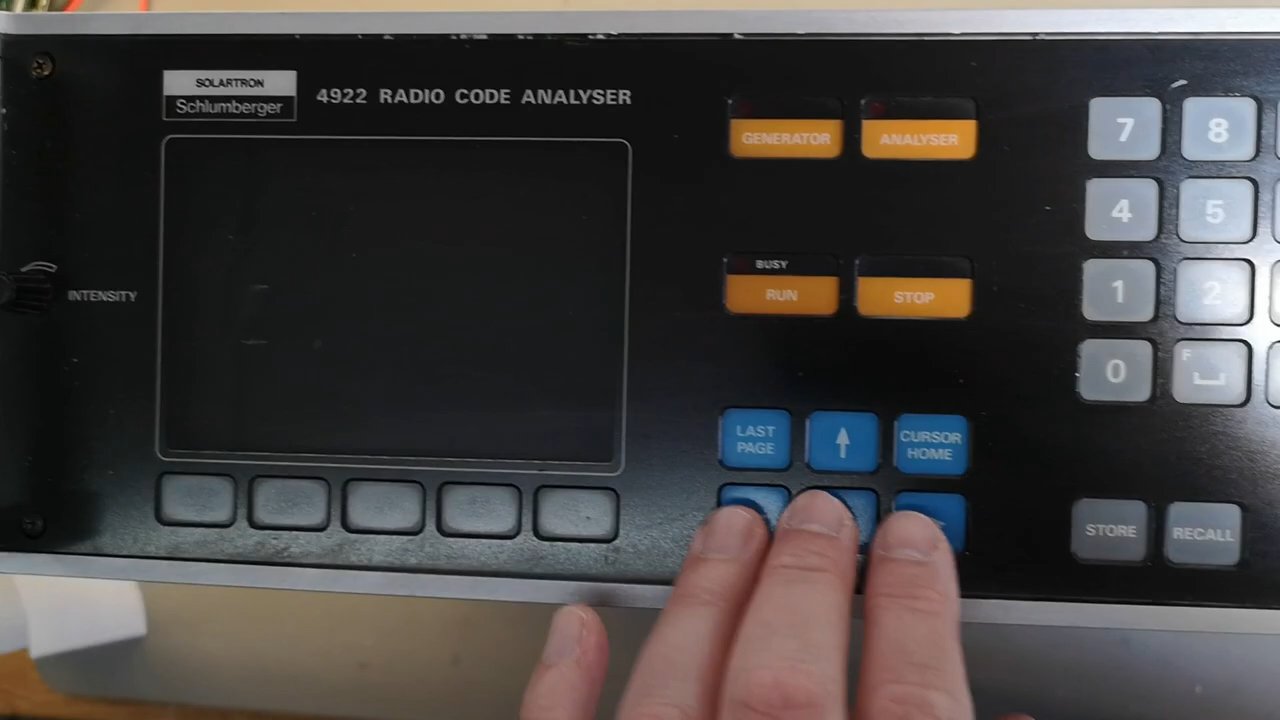 SOLARTRON
Schlumberger
4922 RADIO CODE ANALYSER
GENERATOR
ANALYSER
7
8
4
5
BUSY
RUN
STOP
INTENSITY
1
2
0
F
LAST
PAGE
CURSOR
HOME
STORE
RECALL